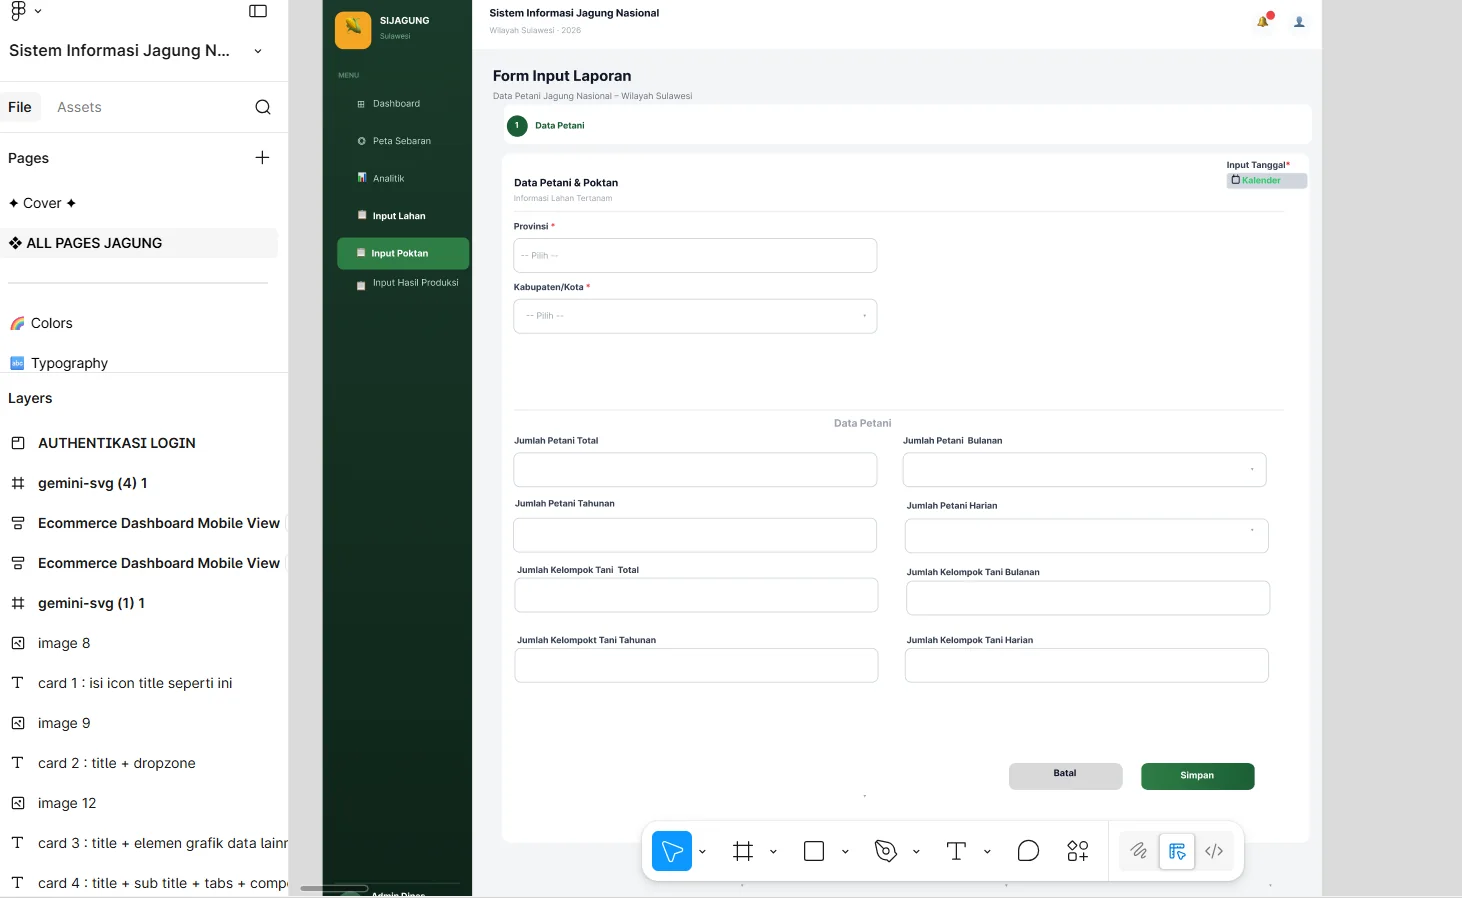 Sistem Informasi Jagung N...
File
Assets
Pages
✦ Cover ✦
❖ ALL PAGES JAGUNG
Colors
abc
Typography
Layers
AUTHENTIKASI LOGIN
gemini-svg (4) 1
Ecommerce Dashboard Mobile View
Ecommerce Dashboard Mobile View
gemini-svg (1) 1
image 8
card 1 : isi icon title seperti ini
image 9
card 2 : title + dropzone
image 12
card 3 : title + elemen grafik data lainr
card 4 : title + sub title + tabs + comp
SIJAGUNG
Sulawesi
MENU
Dashboard
Peta Sebaran
Analitik
Input Lahan
Input Poktan
Input Hasil Produksi
Admin Dinas
Sistem Informasi Jagung Nasional
Wilayah Sulawesi · 2026
Form Input Laporan
Data Petani Jagung Nasional – Wilayah Sulawesi
1
Data Petani
Input Tanggal*
Kalender
Data Petani & Poktan
Informasi Lahan Tertanam
Provinsi *
-- Pilih --
Kabupaten/Kota *
-- Pilih --
Data Petani
Jumlah Petani Total
Jumlah Petani  Bulanan
Jumlah Petani Tahunan
Jumlah Petani Harian
Jumlah Kelompok Tani  Total
Jumlah Kelompok Tani Bulanan
Jumlah Kelompokt Tani Tahunan
Jumlah Kelompok Tani Harian
Batal
Simpan